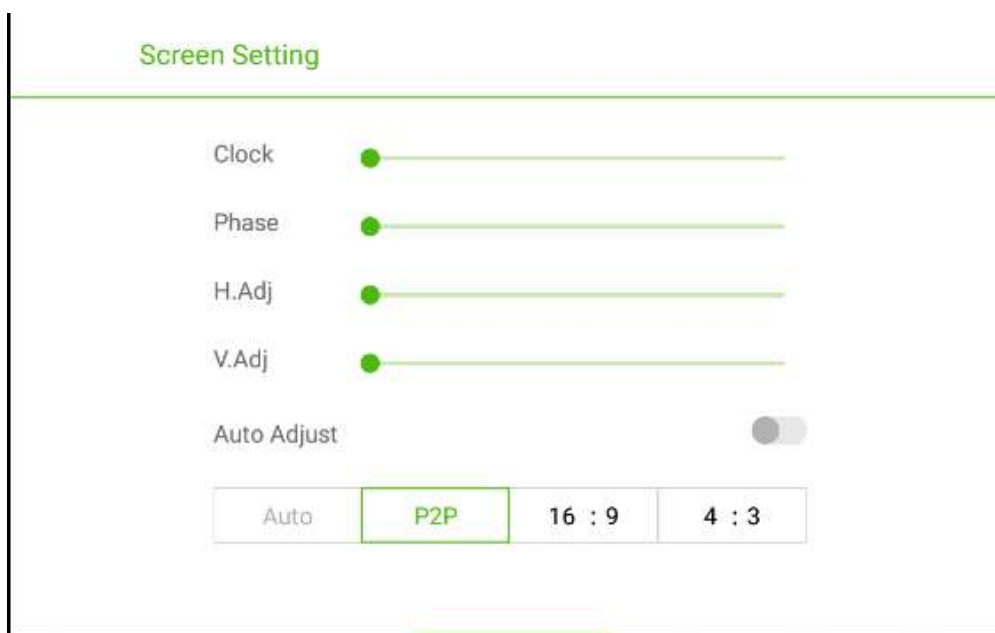 Screen Setting
Clock
Phase
H.Adj
V.Adj
Auto Adjust
Auto P2P 16 : 9 4 : 3